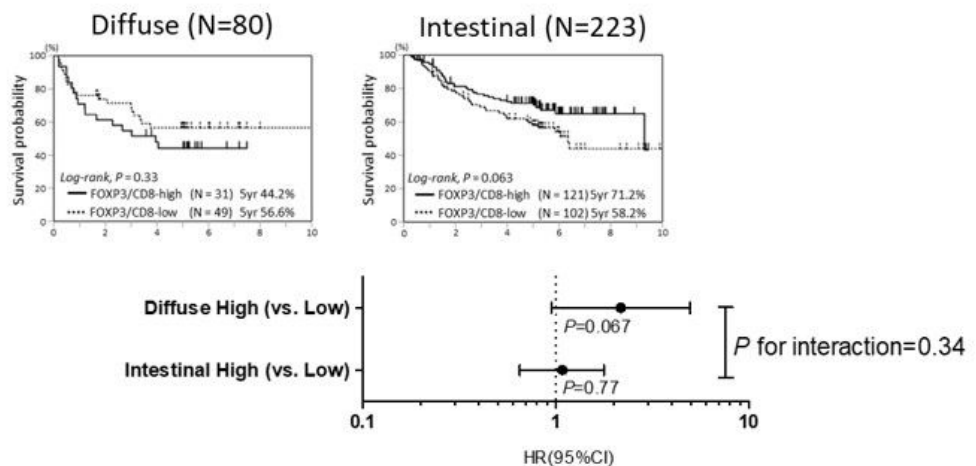 Diffuse (N=80)
Intestinal (N=223)
(%)
100
80
60
40
20
0
Survival probability
Log-rank, P = 0.33
FOXP3/CD8-high (N = 31) 5yr 44.2%
FOXP3/CD8-low (N = 49) 5yr 56.6%
0 2 4 6 8 10
(%)
100
80
60
40
20
0
Survival probability
Log-rank, P = 0.063
FOXP3/CD8-high (N = 121) 5yr 71.2%
FOXP3/CD8-low (N = 102) 5yr 58.2%
0 2 4 6 8 10
Diffuse High (vs. Low)
P=0.067
Intestinal High (vs. Low)
P=0.77
P for interaction=0.34
0.1 1 10
HR(95%CI)